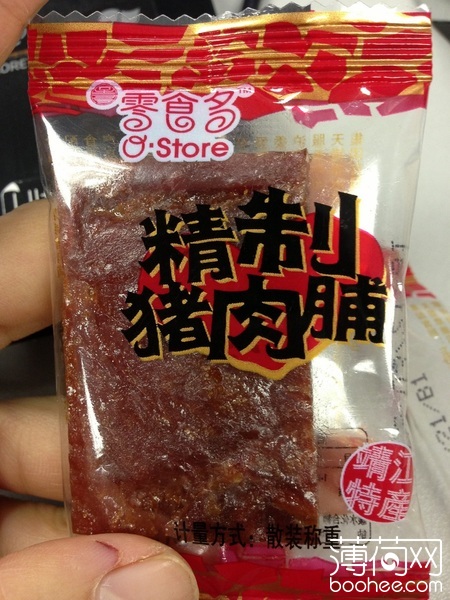 零食多
O·Store
精制
猪肉脯
靖江
特産
计量方式：散装称重
薄荷网
boohee.com